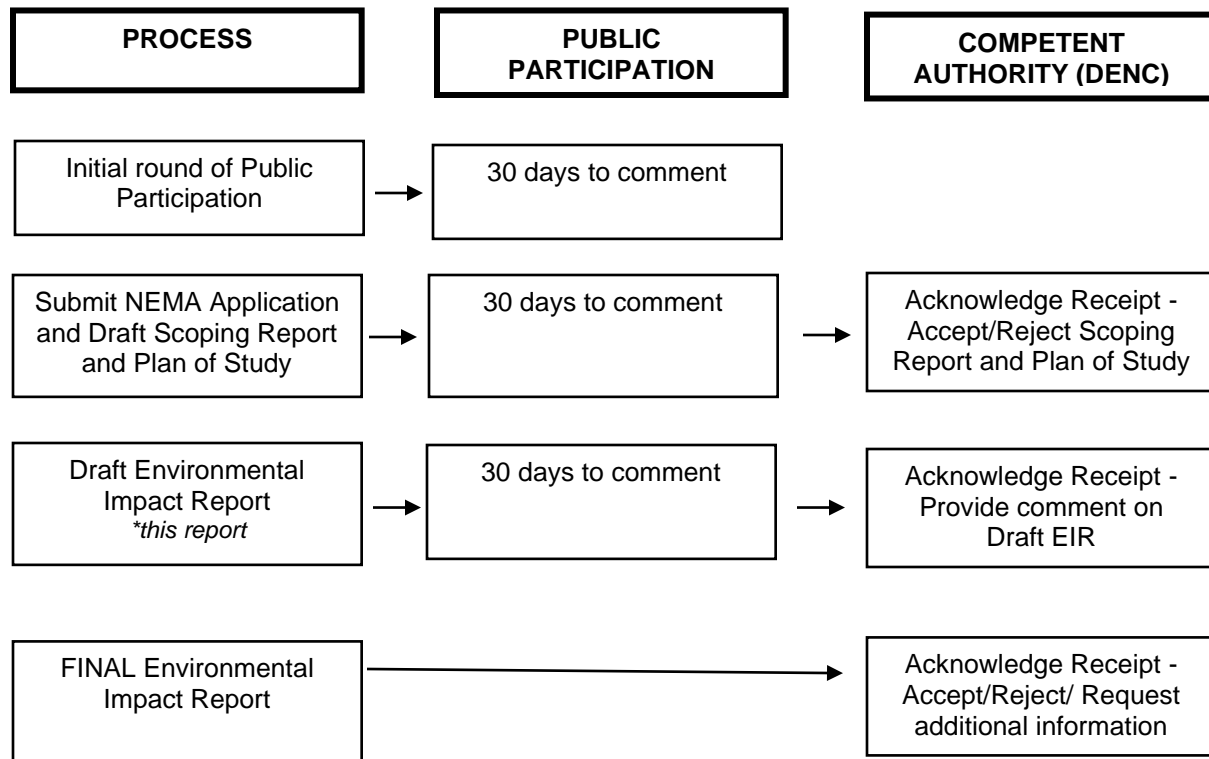 PROCESS
PUBLIC
PARTICIPATION
COMPETENT
AUTHORITY (DENC)
Initial round of Public
Participation
30 days to comment
Submit NEMA Application
and Draft Scoping Report
and Plan of Study
30 days to comment
Acknowledge Receipt -
Accept/Reject Scoping
Report and Plan of Study
Draft Environmental
Impact Report
*this report
30 days to comment
Acknowledge Receipt -
Provide comment on
Draft EIR
FINAL Environmental
Impact Report
Acknowledge Receipt -
Accept/Reject/ Request
additional information